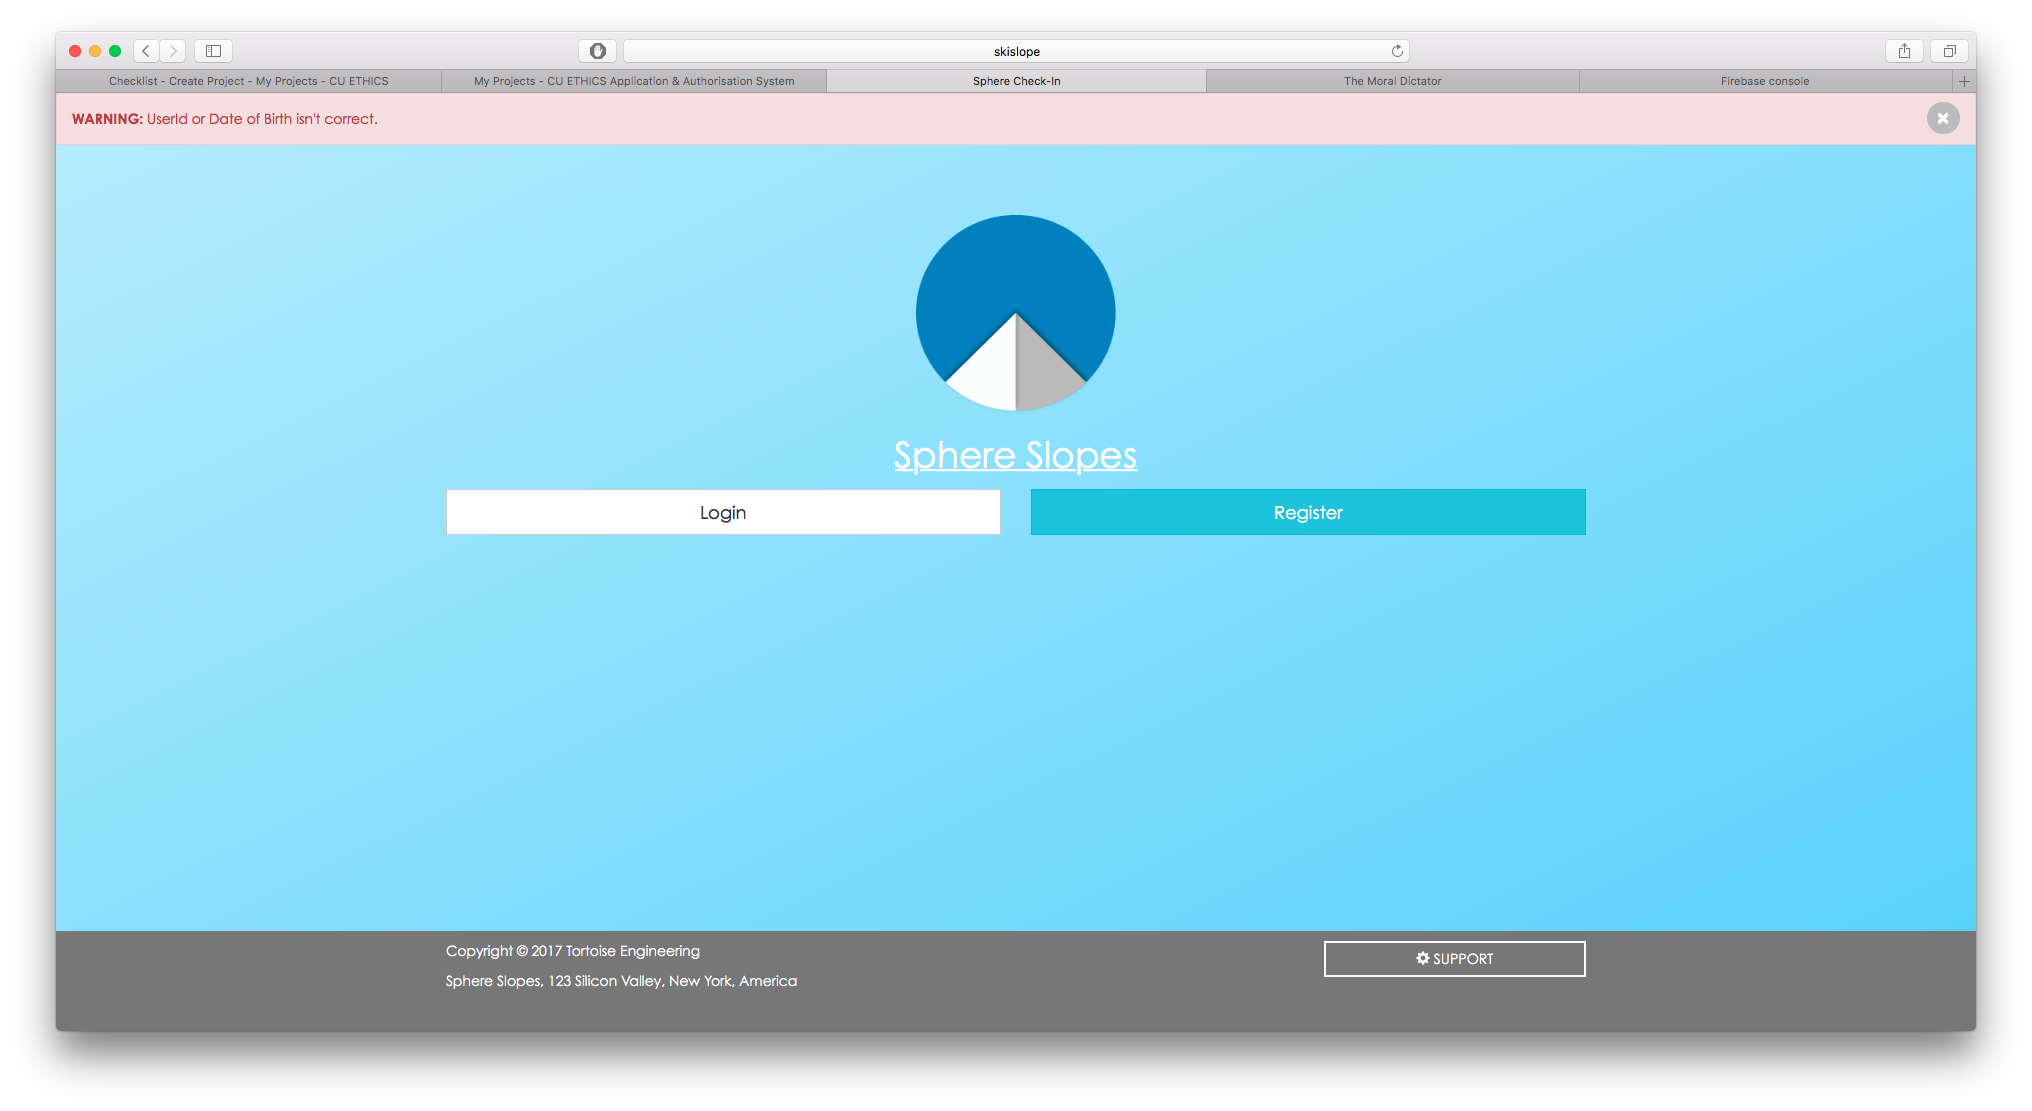 skislope
Checklist - Create Project - My Projects - CU ETHICS
My Projects - CU ETHICS Application & Authorisation System
Sphere Check-In
The Moral Dictator
Firebase console
WARNING: UserId or Date of Birth isn't correct.
Sphere Slopes
Login
Register
Copyright © 2017 Tortoise Engineering
SUPPORT
Sphere Slopes, 123 Silicon Valley, New York, America